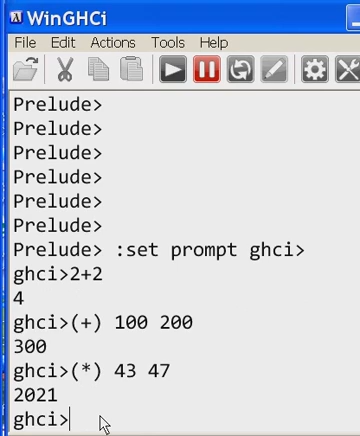 WinGHCi
File Edit Actions Tools Help
Prelude>
Prelude>
Prelude>
Prelude>
Prelude>
Prelude>
Prelude> :set prompt ghci>
ghci>2+2
4
ghci>(+) 100 200
300
ghci>(*) 43 47
2021
ghci>